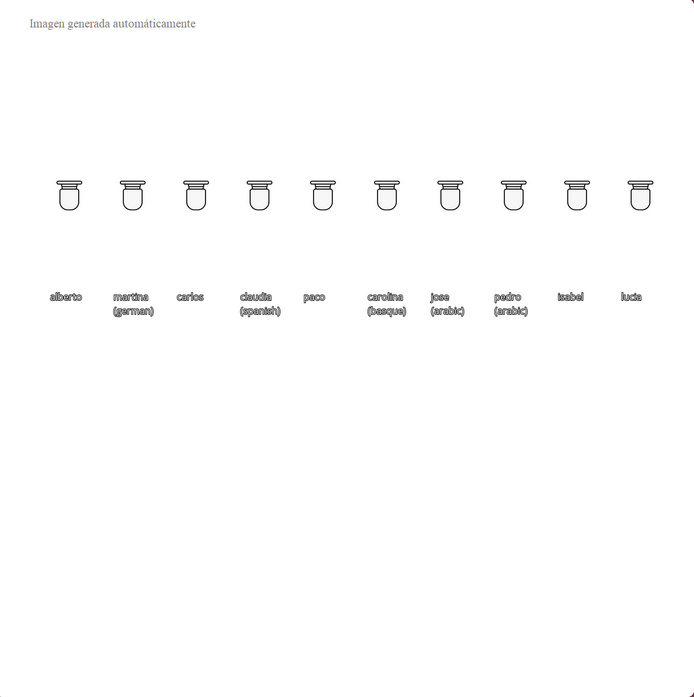 Imagen generada automáticamente
alberto martina carlos claudia paco carolina jose pedro isabel lucia
(german) (spanish) (basque) (arabic) (arabic)